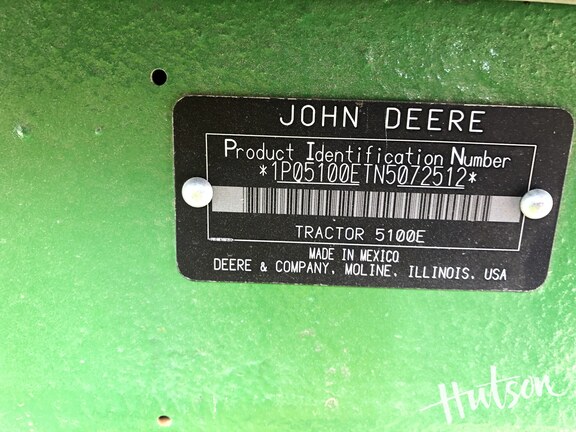 JOHN DEERE
Product Identification Number
*1P05100ETN5072512*
TRACTOR 5100E
MADE IN MEXICO
DEERE & COMPANY, MOLINE, ILLINOIS, USA
Hutson